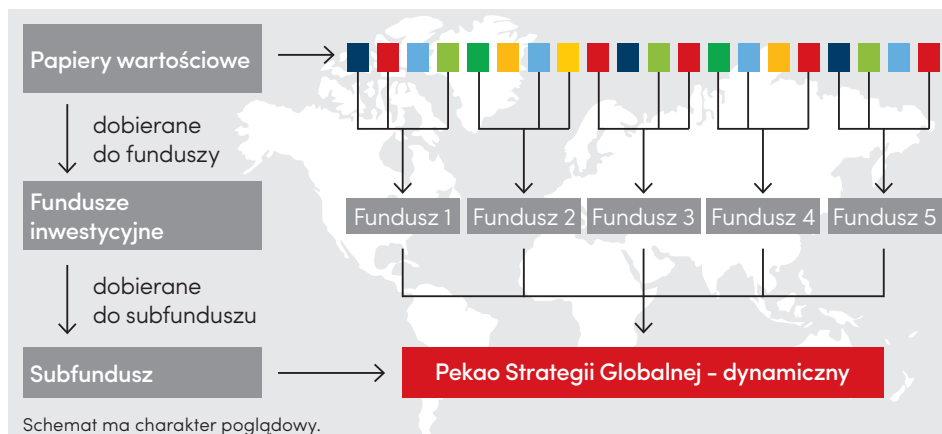 Papiery wartościowe
dobierane
do funduszy
Fundusze
inwestycyjne
Fundusz 1
Fundusz 2
Fundusz 3
Fundusz 4
Fundusz 5
dobierane
do subfunduszu
Subfundusz
Pekao Strategii Globalnej - dynamiczny
Schemat ma charakter poglądowy.